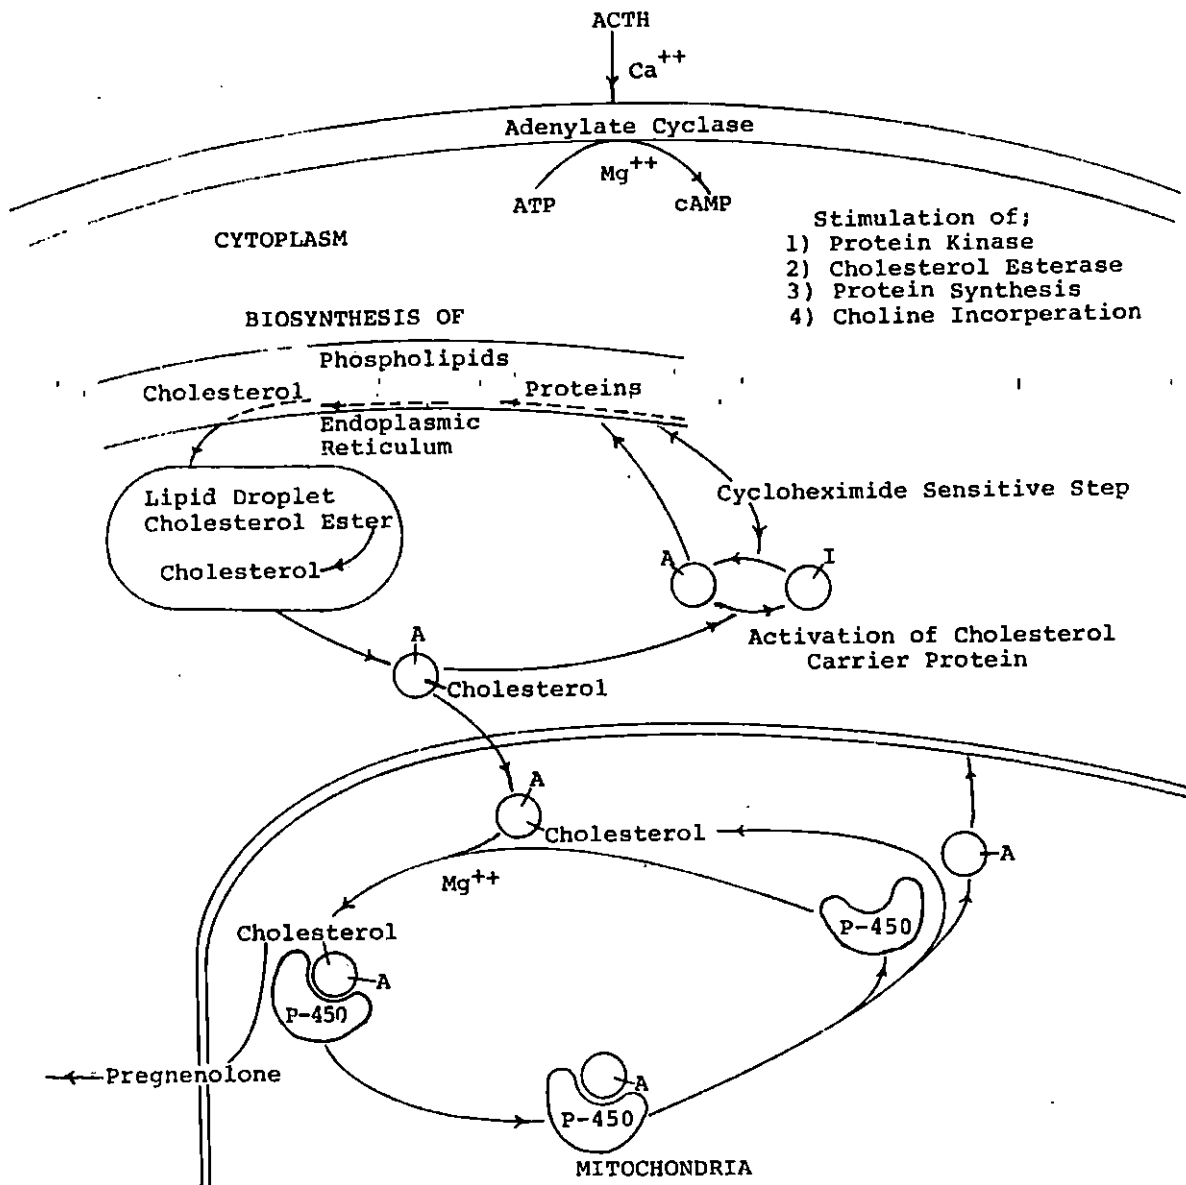 ACTH
Ca++
Adenylate Cyclase
Mg++
ATP
cAMP
CYTOPLASM
Stimulation of;
1) Protein Kinase
2) Cholesterol Esterase
3) Protein Synthesis
4) Choline Incorperation
BIOSYNTHESIS OF
Phospholipids
Cholesterol
Proteins
Endoplasmic
Reticulum
Lipid Droplet
Cholesterol Ester
Cholesterol
Cycloheximide Sensitive Step
A
I
Activation of Cholesterol
Carrier Protein
A
Cholesterol
A
Cholesterol
A
Mg++
P-450
Cholesterol
A
P-450
Pregnenolone
A
P-450
MITOCHONDRIA